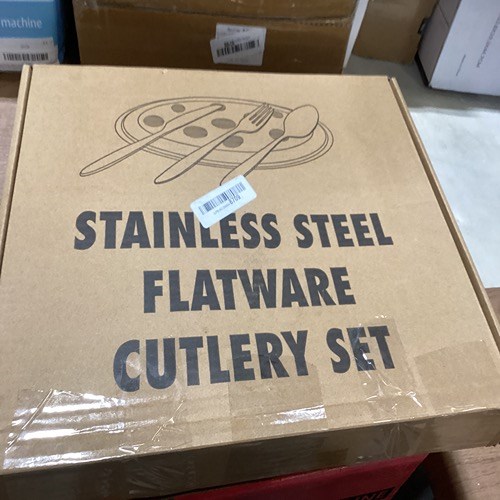 machine
STAINLESS STEEL
FLATWARE
CUTLERY SET